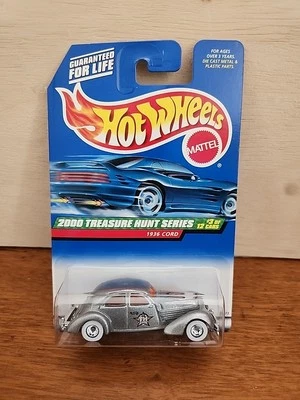 GUARANTEED
FOR LIFE
FOR AGES
OVER 3 YEARS.
DIE CAST METAL &
PLASTIC PARTS
HOT WHEELS
MATTEL
2000 TREASURE HUNT SERIES
#3 OF
12 CARS
1936 CORD